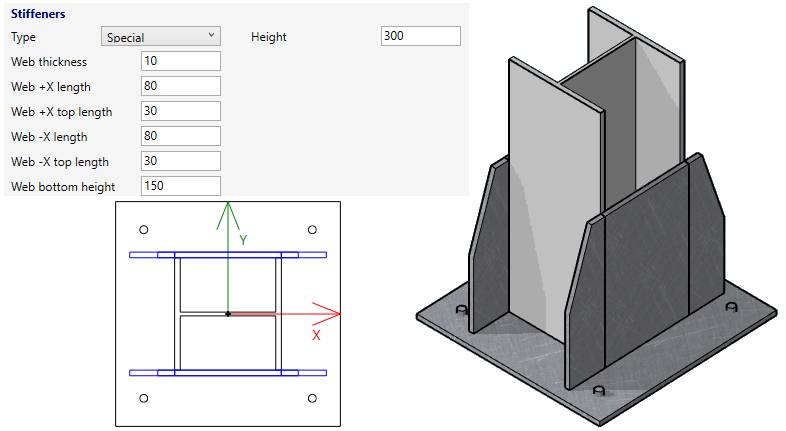 Stiffeners
Type Special Height 300
Web thickness 10
Web +X length 80
Web +X top length 30
Web -X length 80
Web -X top length 30
Web bottom height 150
Y
X